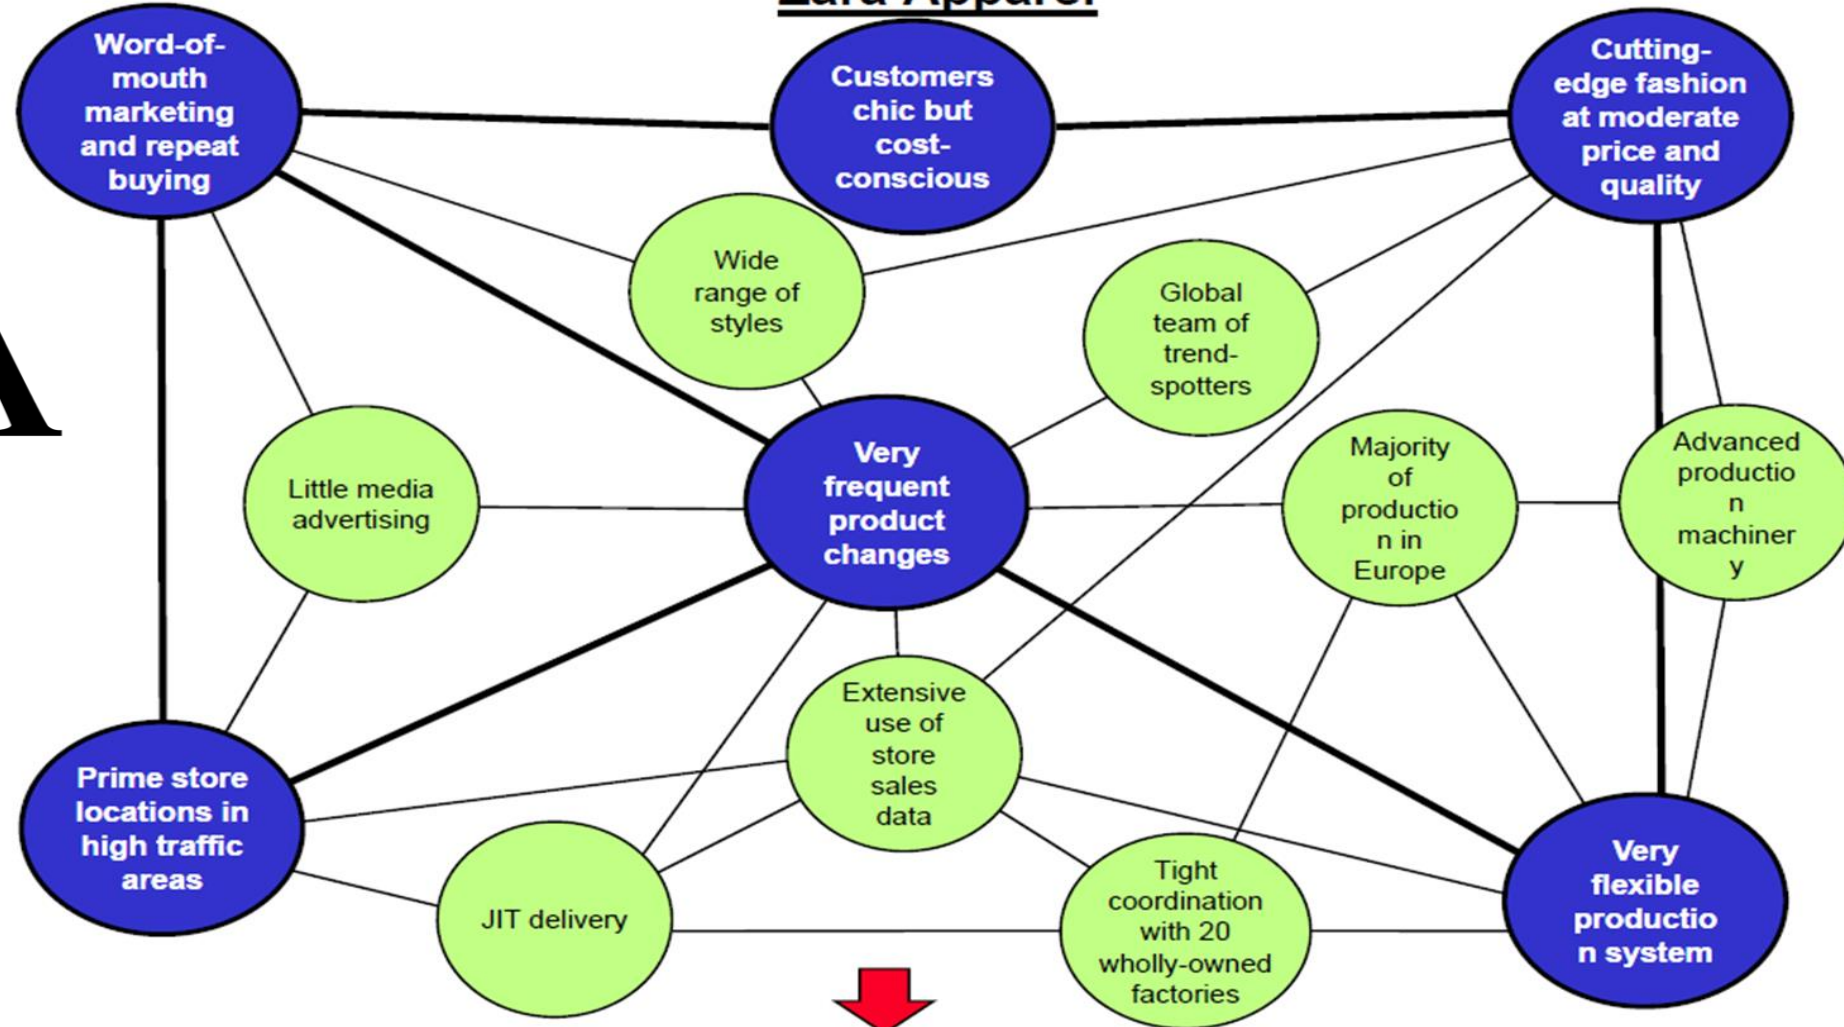 Zara Apparel
Word-of-
mouth
marketing
and repeat
buying
Customers
chic but
cost-
conscious
Cutting-
edge fashion
at moderate
price and
quality
Wide
range of
styles
Global
team of
trend-
spotters
A
Little media
advertising
Very
frequent
product
changes
Majority
of
productio
n in
Europe
Advanced
productio
n
machiner
y
Extensive
use of
store
sales
data
Prime store
locations in
high traffic
areas
JIT delivery
Tight
coordination
with 20
wholly-owned
factories
Very
flexible
productio
n system